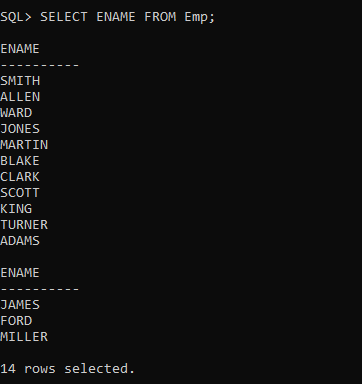 SQL> SELECT ENAME FROM Emp;
ENAME
----------
SMITH
ALLEN
WARD
JONES
MARTIN
BLAKE
CLARK
SCOTT
KING
TURNER
ADAMS
ENAME
----------
JAMES
FORD
MILLER
14 rows selected.